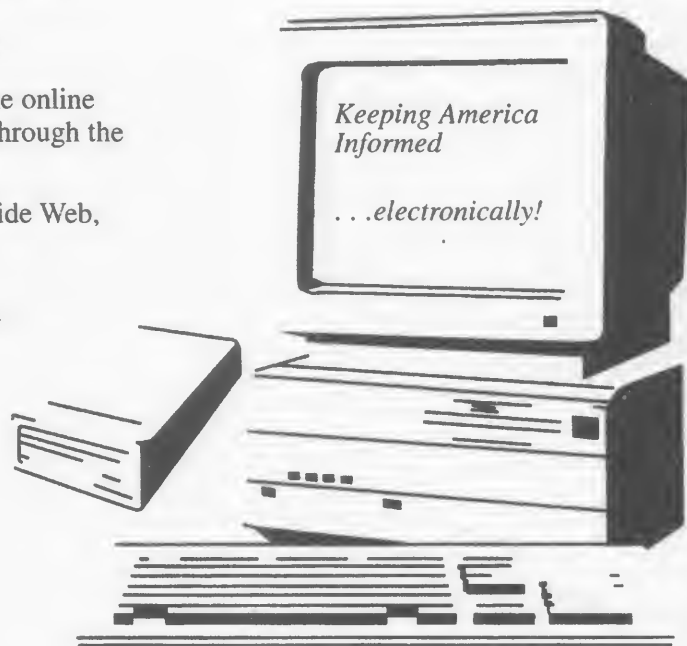 e online
hrough the
ide Web,
Keeping America
Informed
. . .electronically!